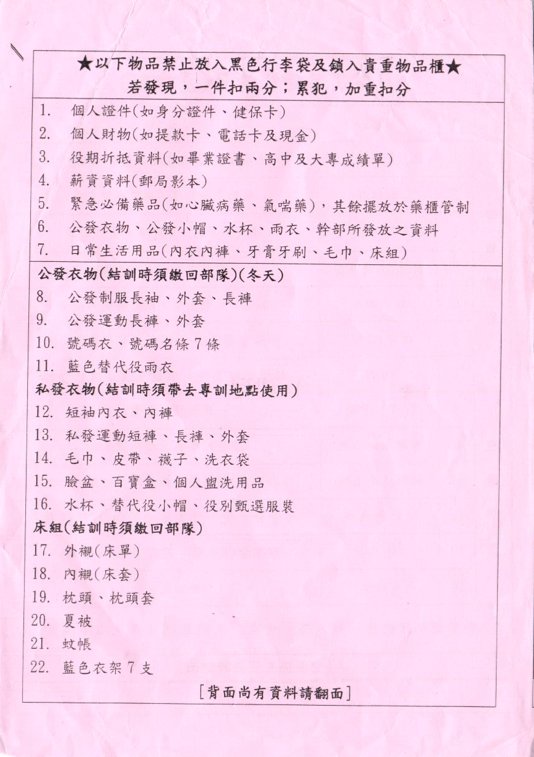 ★以下物品禁止放入黑色行李袋及鎖入貴重物品櫃★
若發現，一件扣兩分；累犯，加重扣分
1. 個人證件(如身分證件、健保卡)
2. 個人財物(如提款卡、電話卡及現金)
3. 役期折抵資料(如畢業證書、高中及大專成績單)
4. 薪資資料(郵局影本)
5. 緊急必備藥品(如心臟病藥、氣喘藥)，其餘擺放於藥櫃管制
6. 公發衣物、公發小帽、水杯、雨衣、幹部所發放之資料
7. 日常生活用品(內衣內褲、牙膏牙刷、毛巾、床組)
公發衣物(結訓時須繳回部隊)(冬天)
8. 公發制服長袖、外套、長褲
9. 公發運動長褲、外套
10. 號碼衣、號碼名條 7 條
11. 藍色替代役雨衣
私發衣物(結訓時須帶去專訓地點使用)
12. 短袖內衣、內褲
13. 私發運動短褲、長褲、外套
14. 毛巾、皮帶、襪子、洗衣袋
15. 臉盆、百寶盒、個人盥洗用品
16. 水杯、替代役小帽、役別甄選服裝
床組(結訓時須繳回部隊)
17. 外襯(床單)
18. 內襯(床套)
19. 枕頭、枕頭套
20. 夏被
21. 蚊帳
22. 藍色衣架 7 支
[背面尚有資料請翻面]